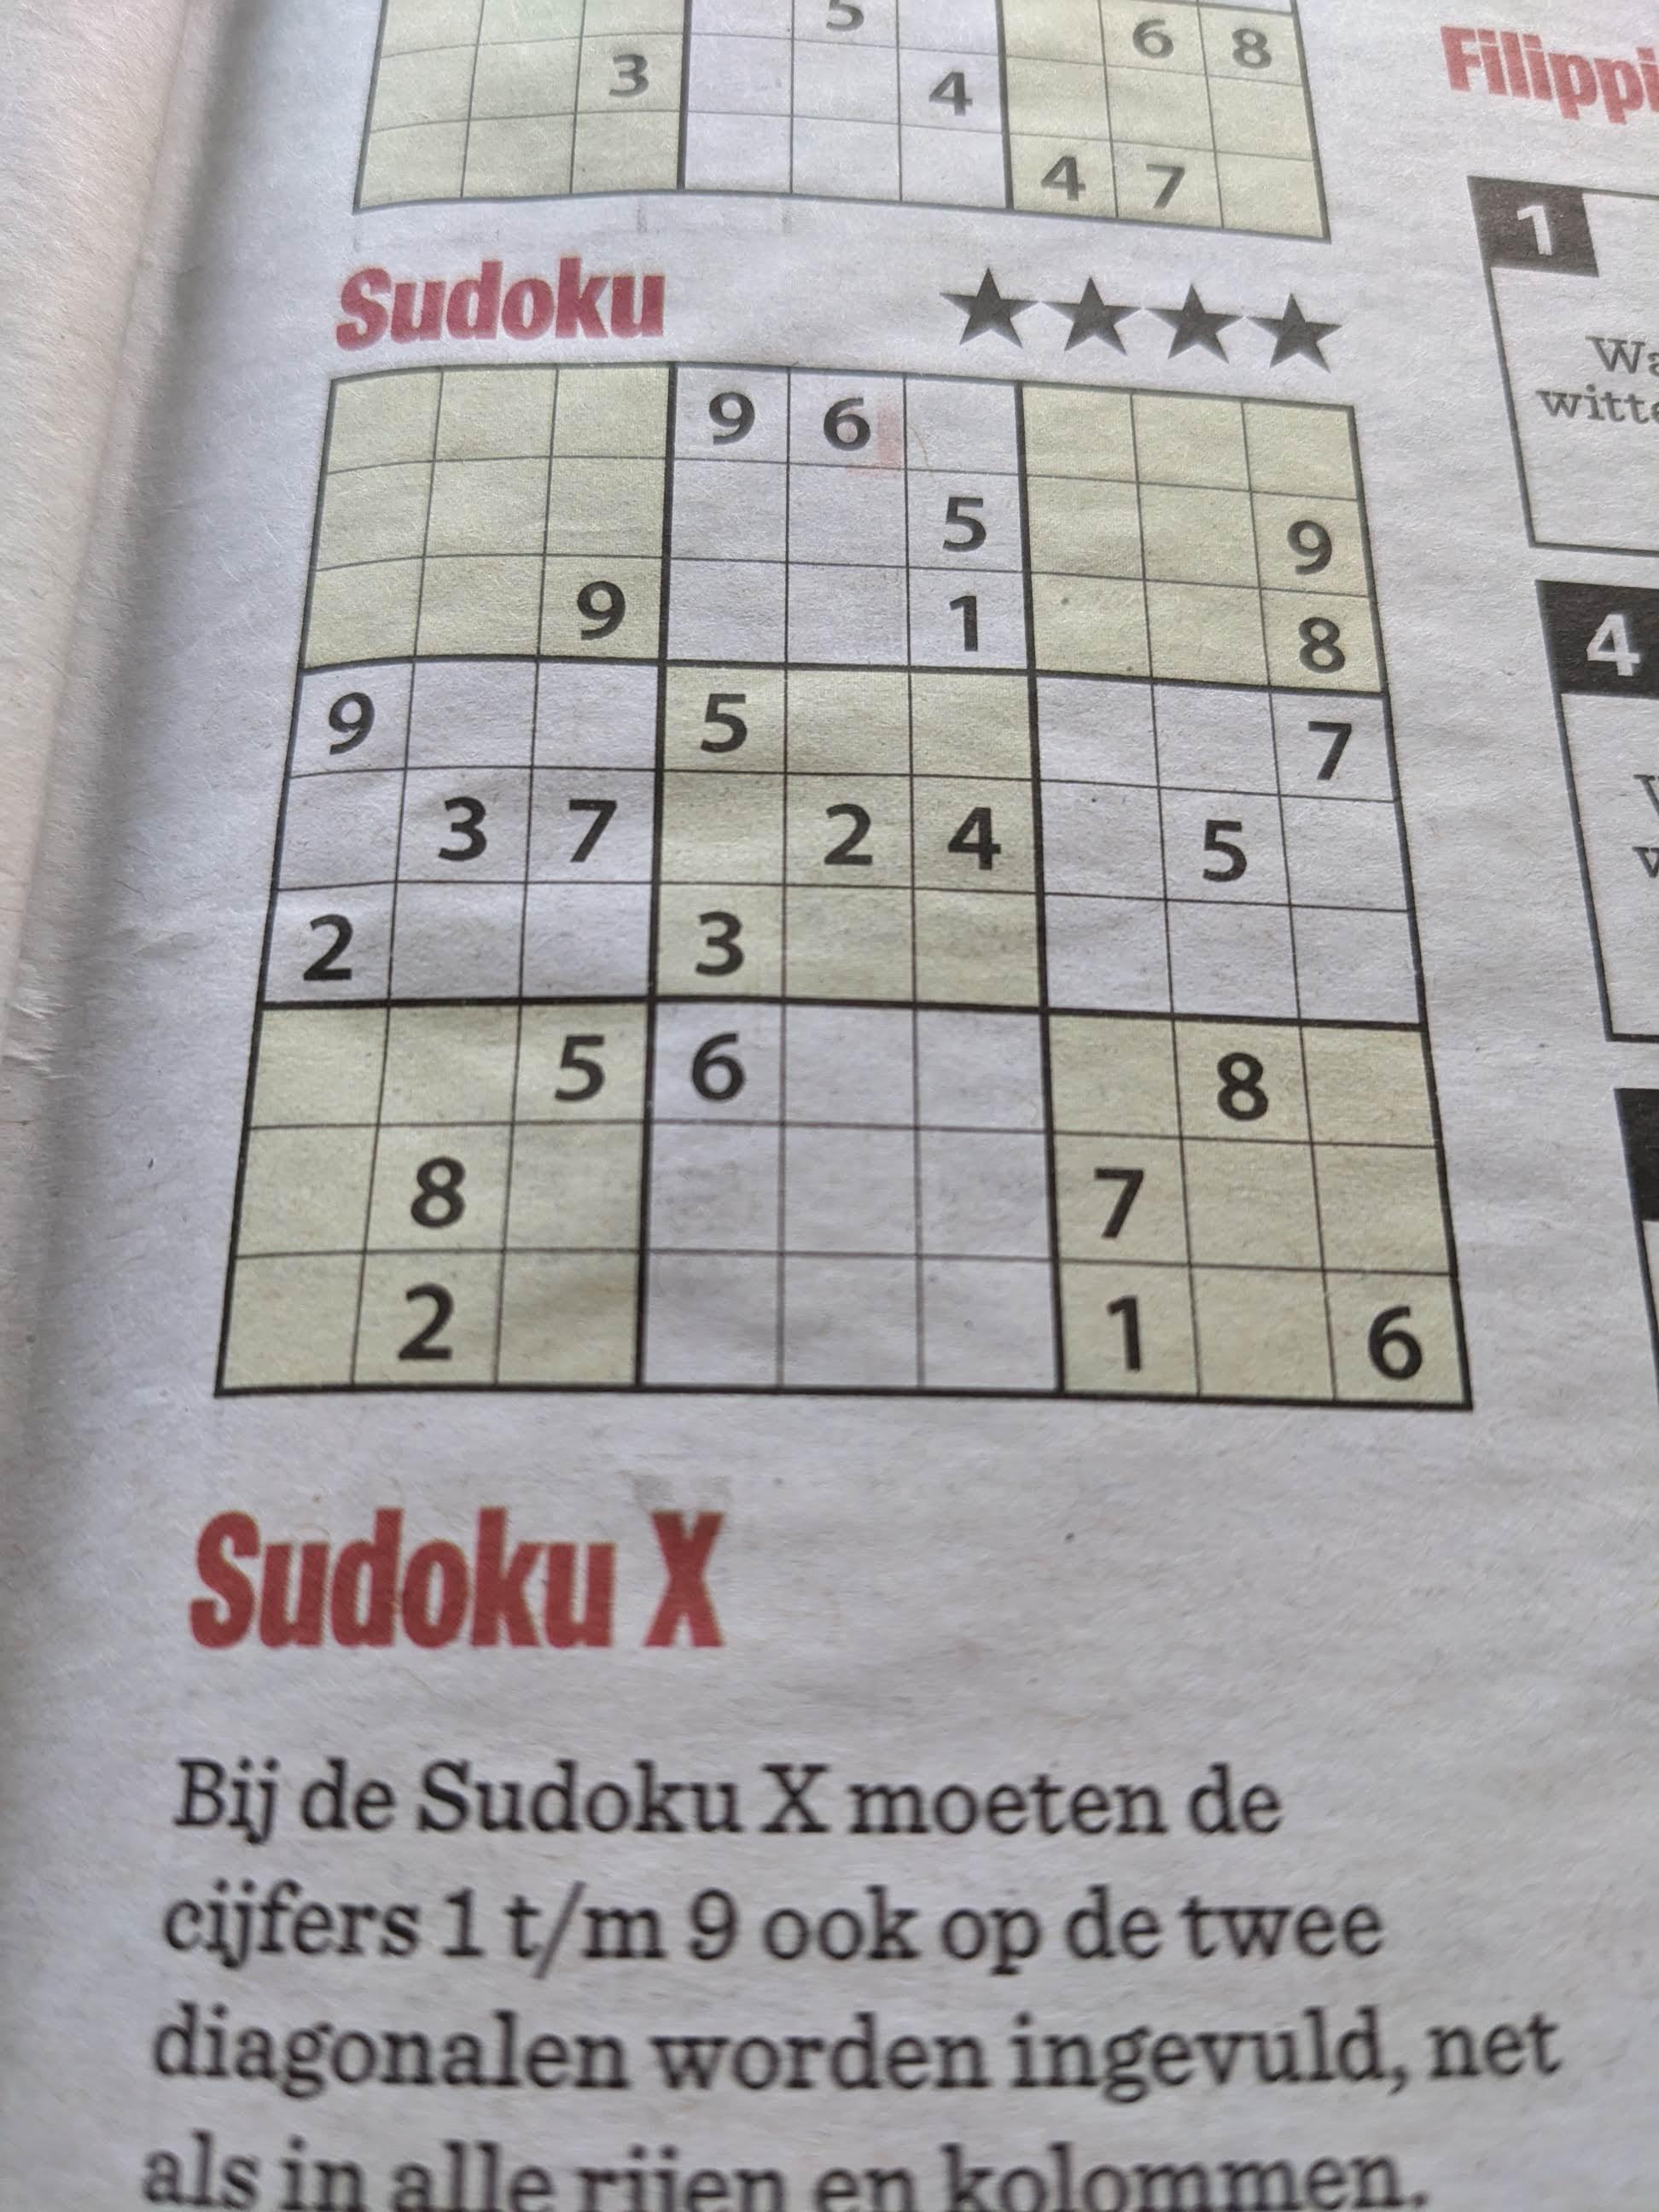 5 6 8
3 4
4 7
Filippi
Sudoku ★★★★
1
9 6
5 9
9 1 8
9 5 7
3 7 2 4 5
2 3
5 6 8
8 7
2 1 6
Wa
witte
4
Sudoku X
Bij de Sudoku X moeten de
cijfers 1 t/m 9 ook op de twee
diagonalen worden ingevuld, net
als in alle rijen en kolommen.